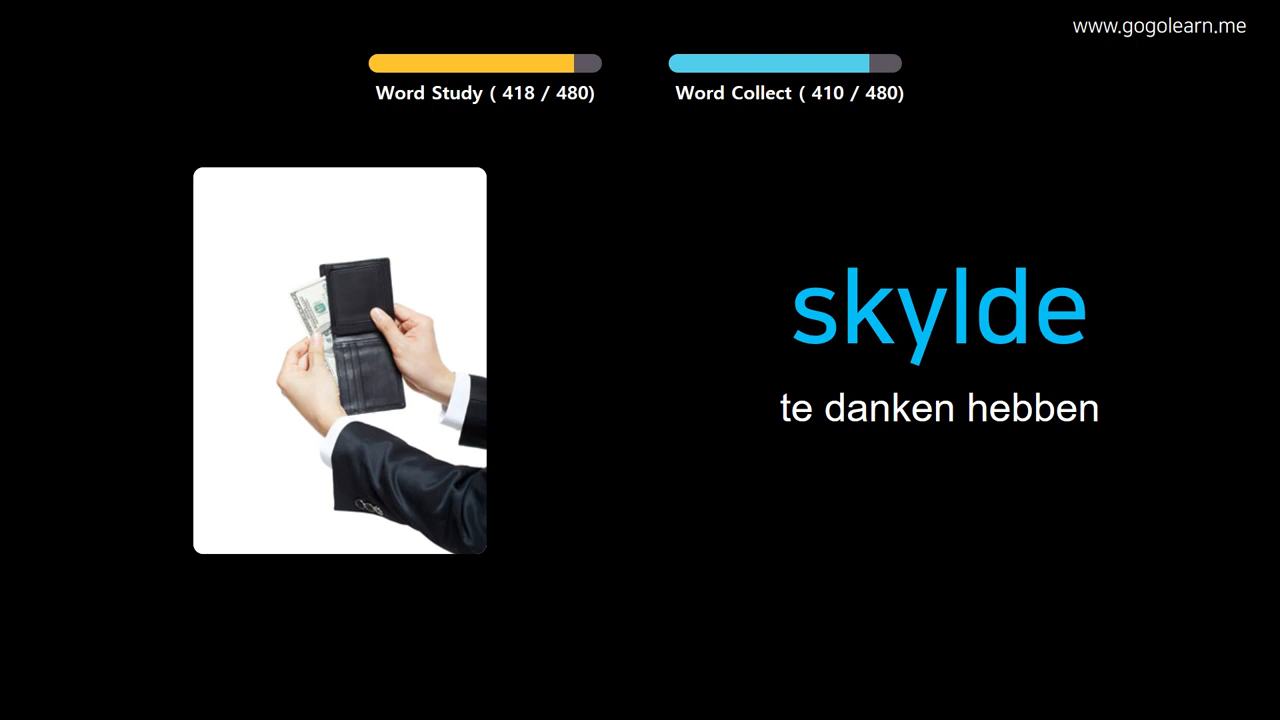 www.gogolearn.me
Word Study ( 418 / 480)
Word Collect ( 410 / 480)
skylde
te danken hebben